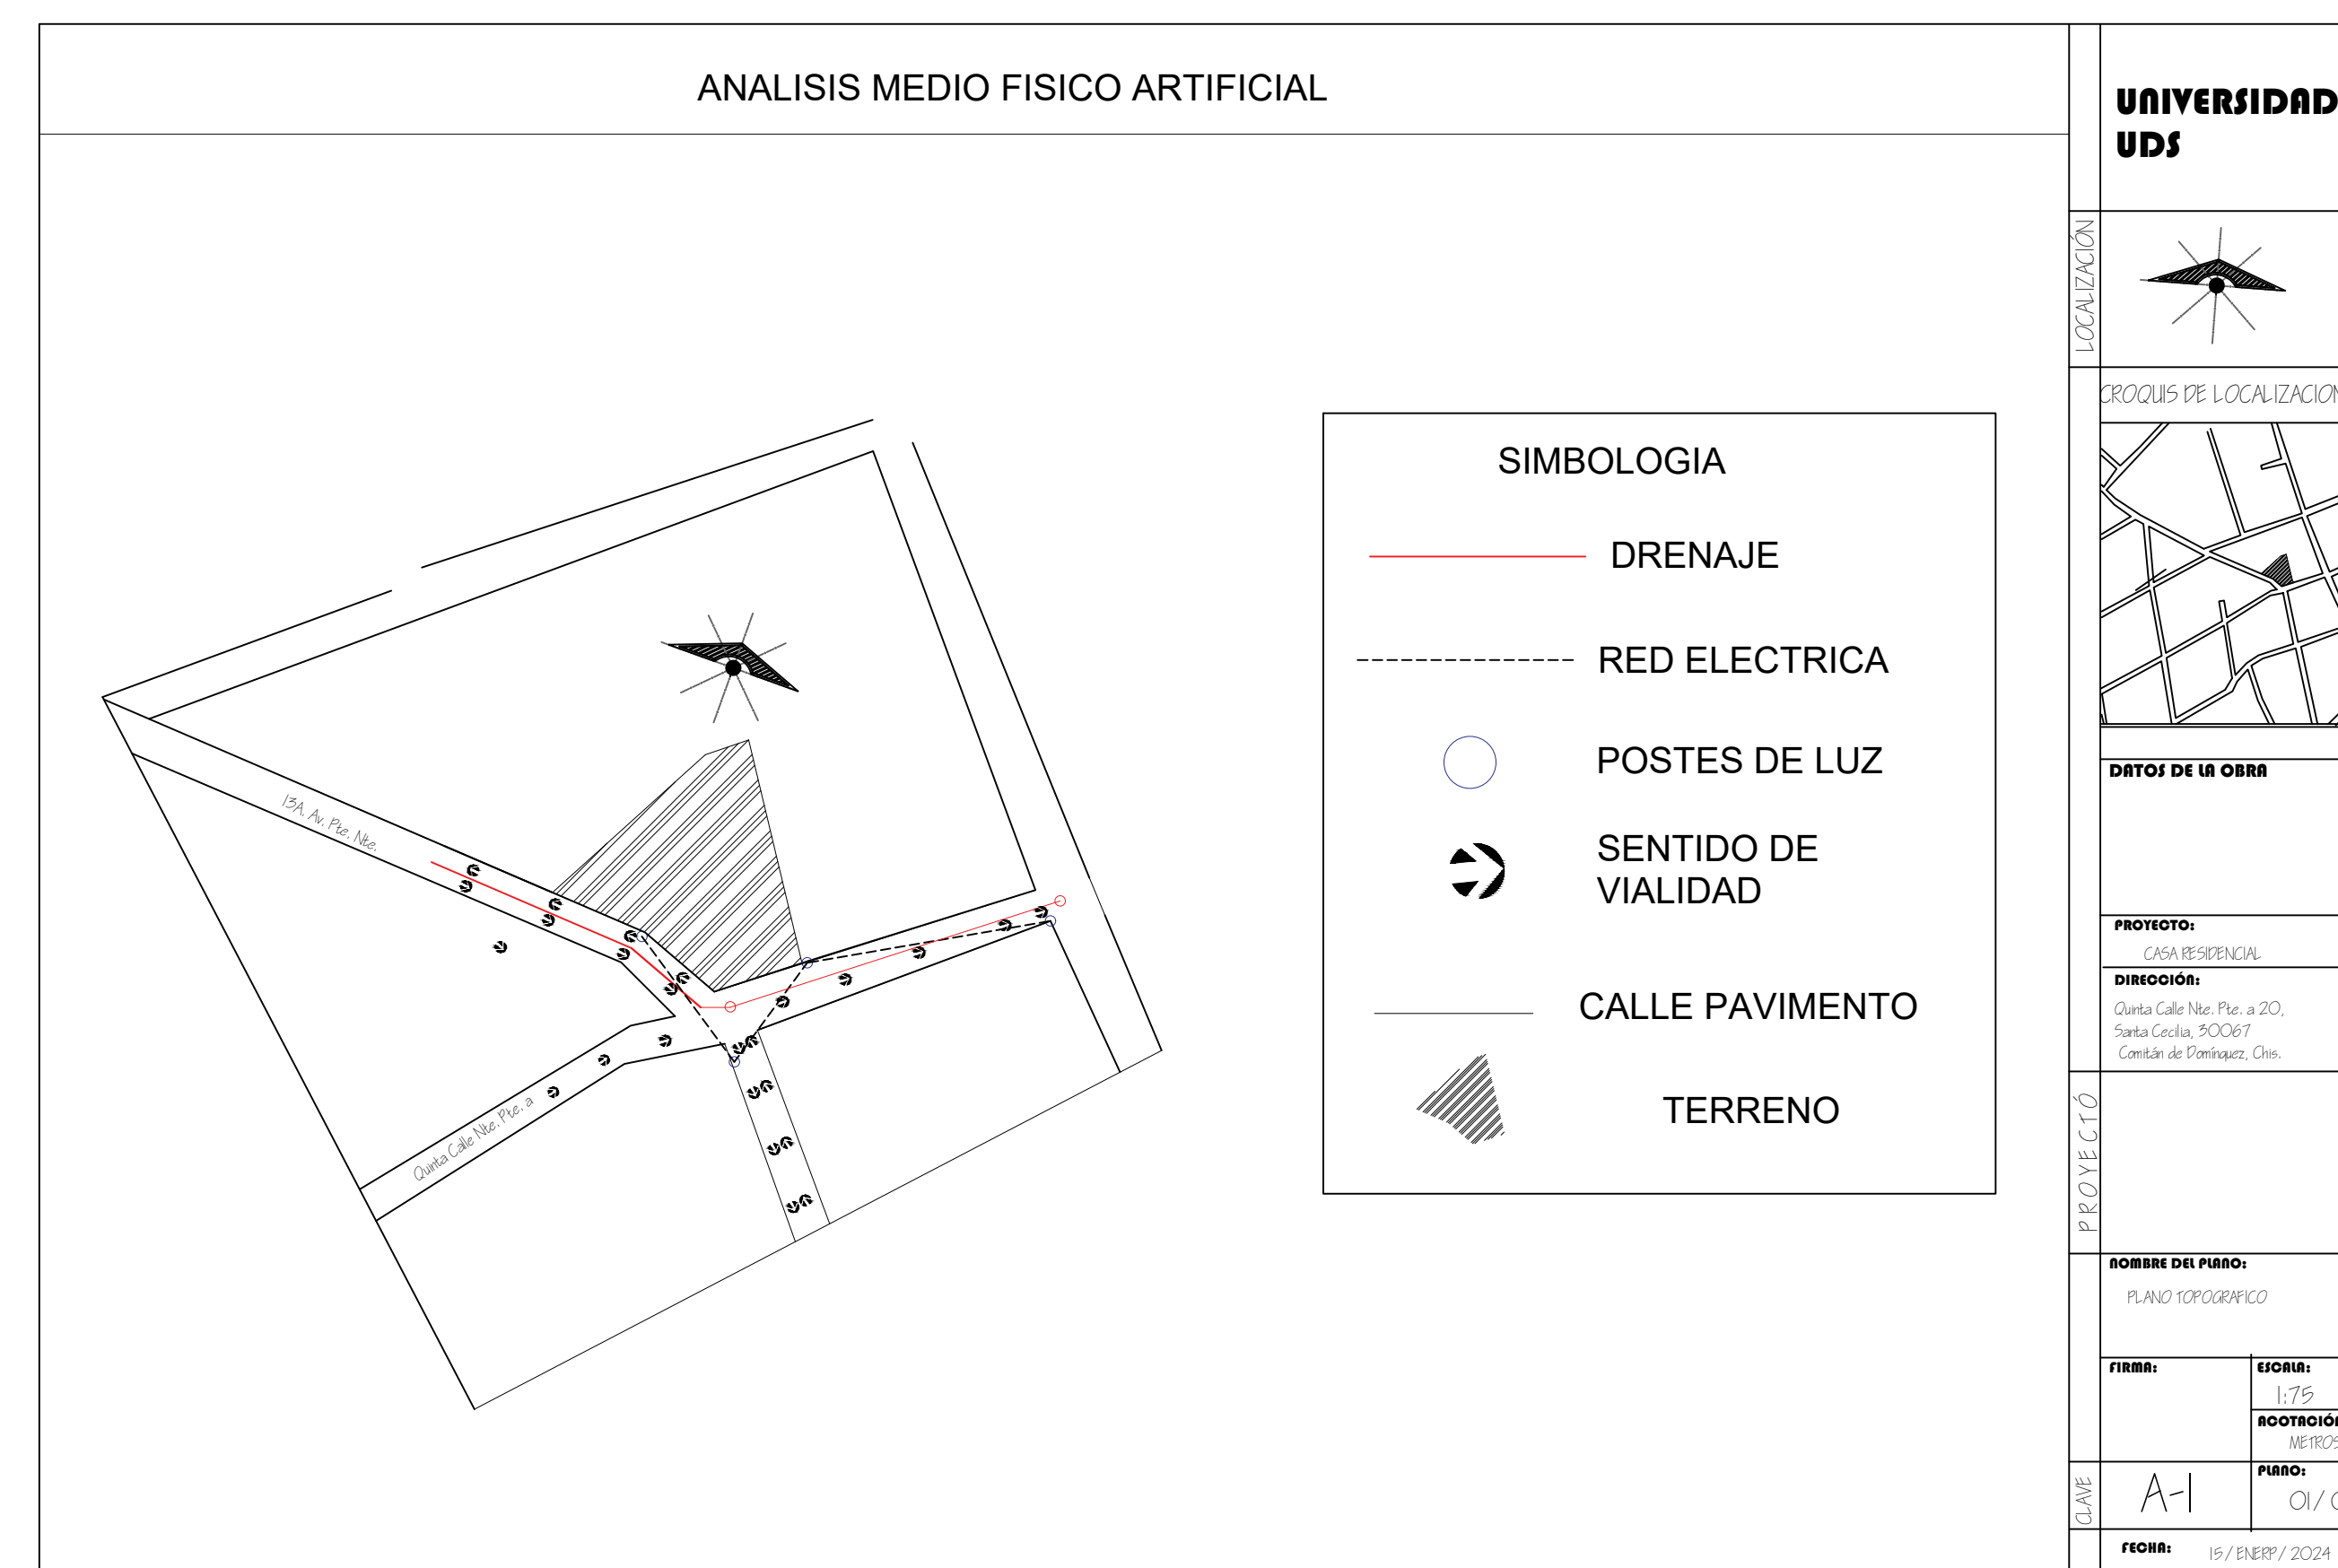 ANALISIS MEDIO FISICO ARTIFICIAL
13A. Av. Pte. Nte.
Quinta Calle Nte. Pte. a
SIMBOLOGIA
DRENAJE
RED ELECTRICA
POSTES DE LUZ
SENTIDO DE
VIALIDAD
CALLE PAVIMENTO
TERRENO
UNIVERSIDAD
UDS
LOCALIZACIÓN
CROQUIS DE LOCALIZACION
DATOS DE LA OBRA
PROYECTO:
CASA RESIDENCIAL
DIRECCIÓN:
Quinta Calle Nte. Pte. a 20,
Santa Cecilia, 30067
Comitán de Domínguez, Chis.
PROYECTÓ
NOMBRE DEL PLANO:
PLANO TOPOGRAFICO
FIRMA:
ESCALA:
1:75
ACOTACIÓN
METROS
CLAVE
A-1
PLANO:
01/
FECHA:
15/ENERP/2024